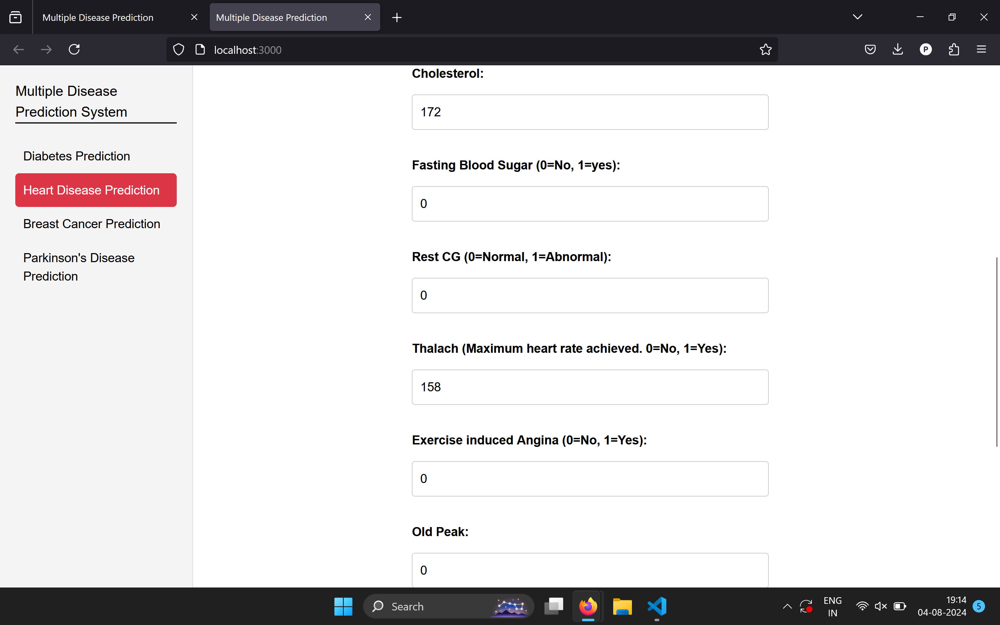 Multiple Disease Prediction
Multiple Disease Prediction
localhost:3000
P
Multiple Disease
Prediction System
Diabetes Prediction
Heart Disease Prediction
Breast Cancer Prediction
Parkinson's Disease
Prediction
Cholesterol:
172
Fasting Blood Sugar (0=No, 1=yes):
0
Rest CG (0=Normal, 1=Abnormal):
0
Thalach (Maximum heart rate achieved. 0=No, 1=Yes):
158
Exercise induced Angina (0=No, 1=Yes):
0
Old Peak:
0
Search
ENG
IN
19:14
04-08-2024
5